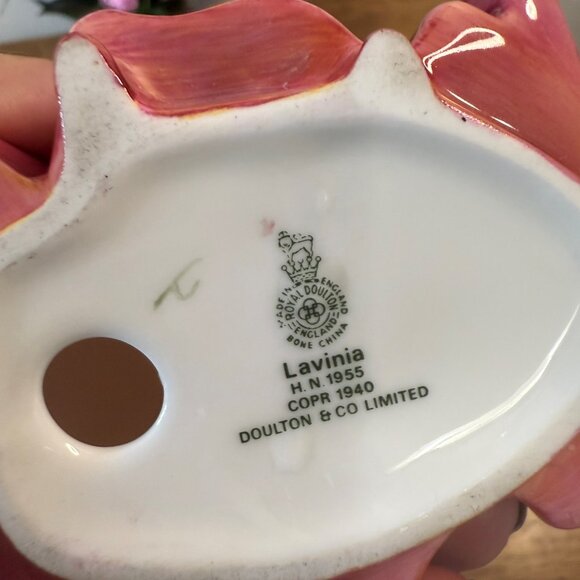 MADE IN ENGLAND
ROYAL DOULTON
ENGLAND
BONE CHINA
Lavinia
H.N.1955
COPR 1940
DOULTON & CO LIMITED